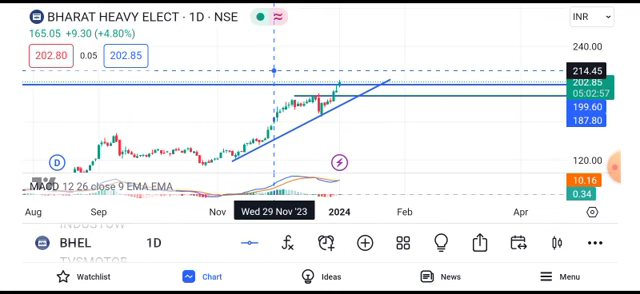 BHARAT HEAVY ELECT · 1D · NSE
INR
165.05 +9.30 (+4.80%)
202.80 0.05 202.85
240.00
214.45
202.85
05:02:57
199.60
187.80
D
120.00
MACD 12 26 close 9 EMA EMA
10.16
0.34
Aug Sep Nov Wed 29 Nov '23 2024 Feb Apr
BHEL 1D
Watchlist Chart Ideas News Menu